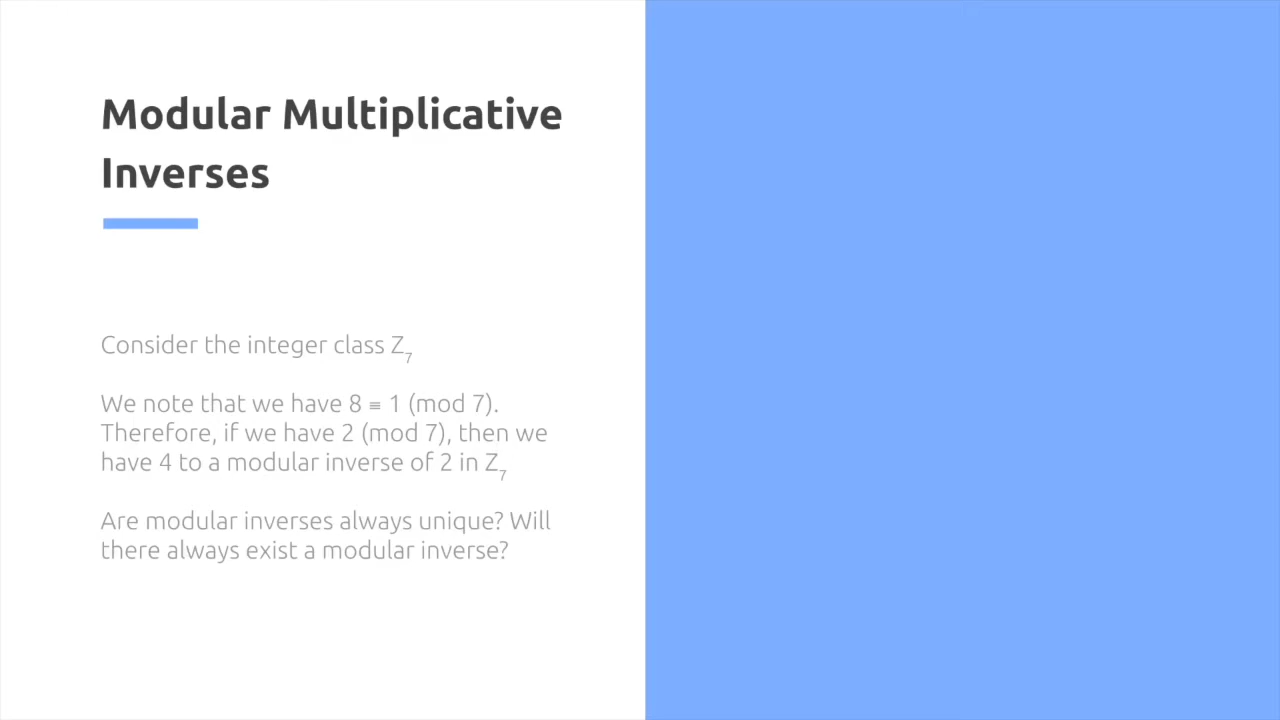 Modular Multiplicative
Inverses
Consider the integer class Z₇
We note that we have 8 ≡ 1 (mod 7).
Therefore, if we have 2 (mod 7), then we
have 4 to a modular inverse of 2 in Z₇
Are modular inverses always unique? Will
there always exist a modular inverse?